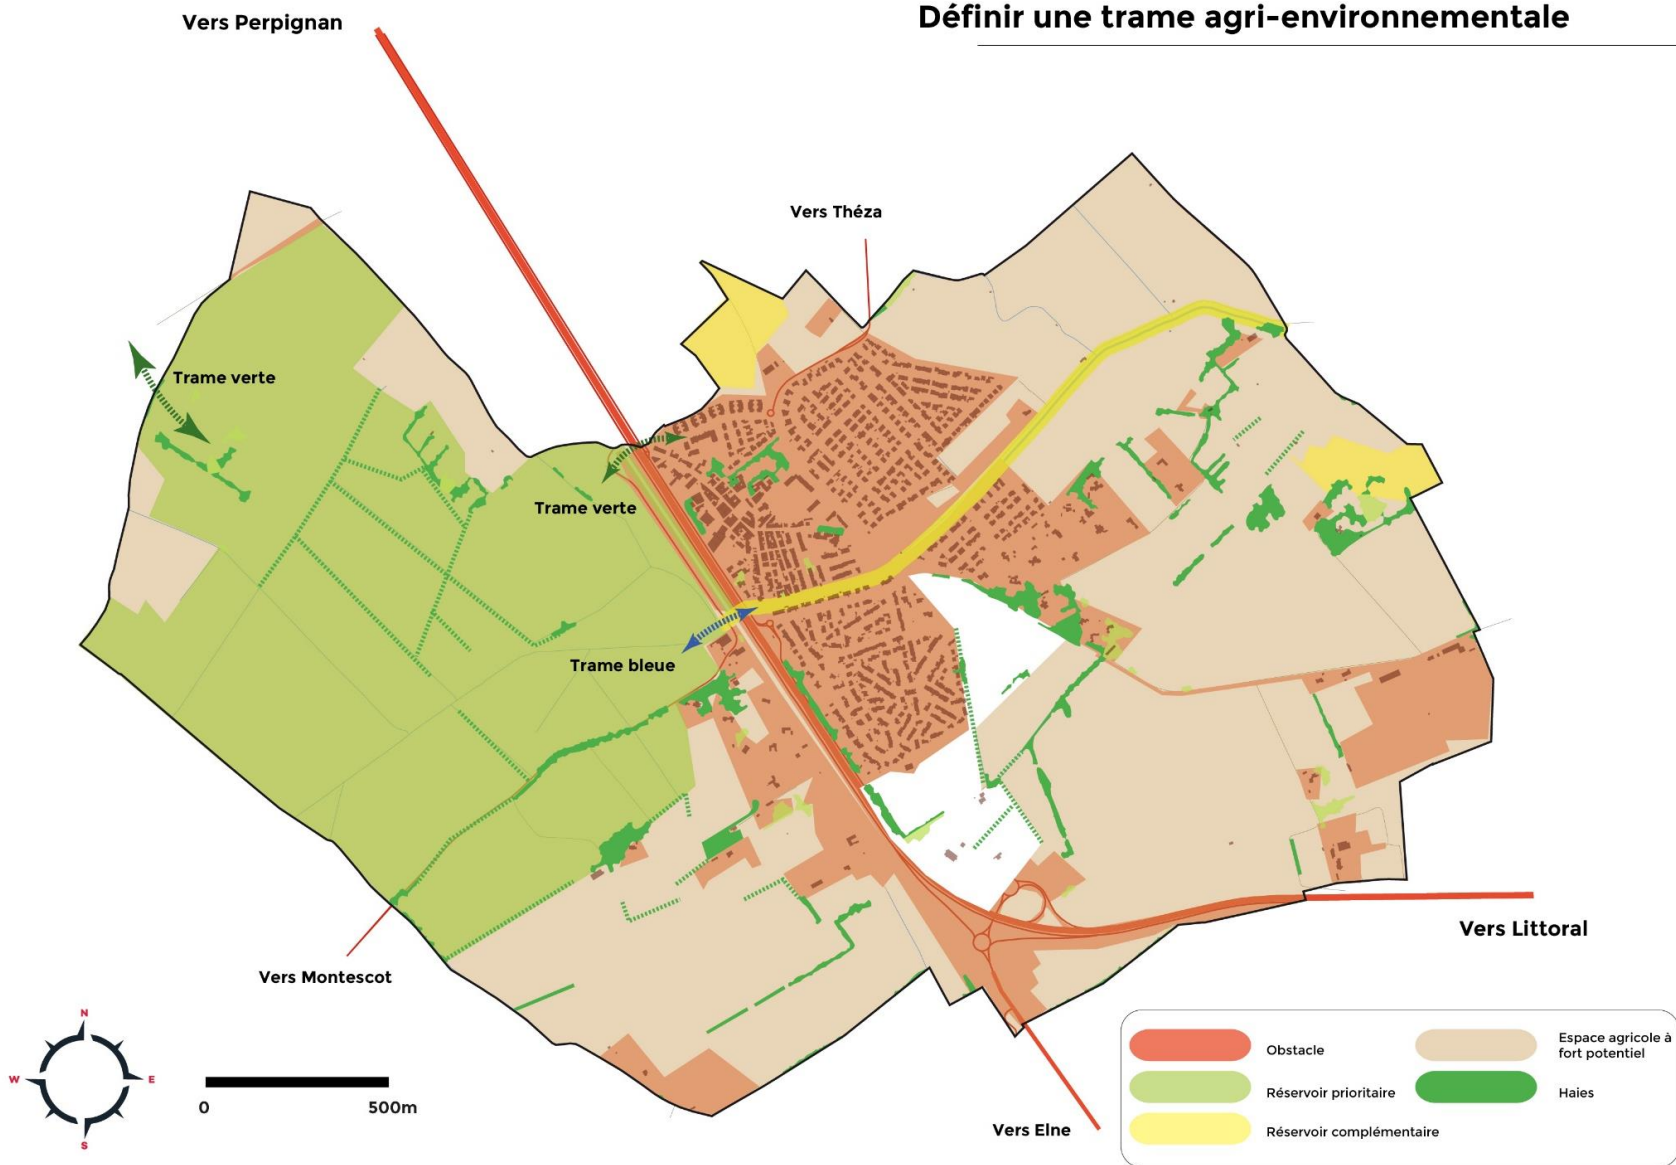 Définir une trame agri-environnementale
Vers Perpignan
Vers Théza
Trame verte
Trame verte
Trame bleue
Vers Littoral
Vers Montescot
Vers Elne
N
W
E
S
0
500m
Obstacle
Réservoir prioritaire
Réservoir complémentaire
Espace agricole à
fort potentiel
Haies